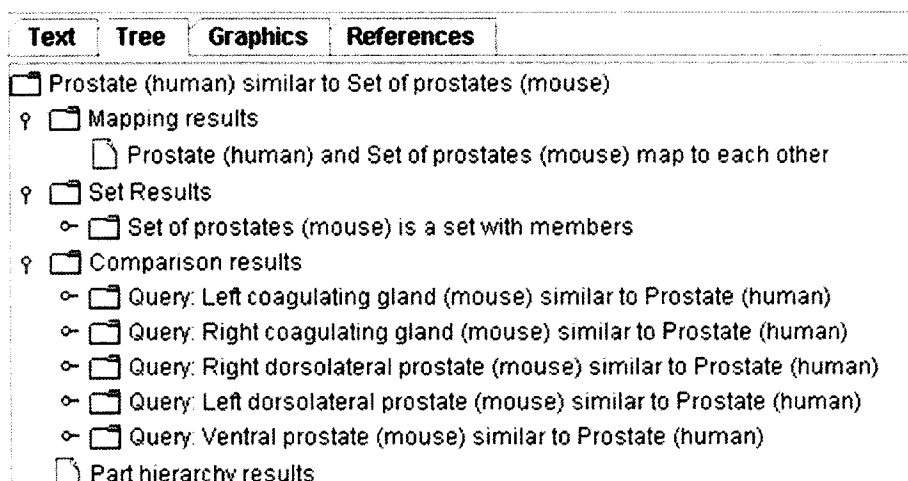 Text Tree Graphics References
Prostate (human) similar to Set of prostates (mouse)
Mapping results
Prostate (human) and Set of prostates (mouse) map to each other
Set Results
Set of prostates (mouse) is a set with members
Comparison results
Query: Left coagulating gland (mouse) similar to Prostate (human)
Query: Right coagulating gland (mouse) similar to Prostate (human)
Query: Right dorsolateral prostate (mouse) similar to Prostate (human)
Query: Left dorsolateral prostate (mouse) similar to Prostate (human)
Query: Ventral prostate (mouse) similar to Prostate (human)
Part hierarchy results